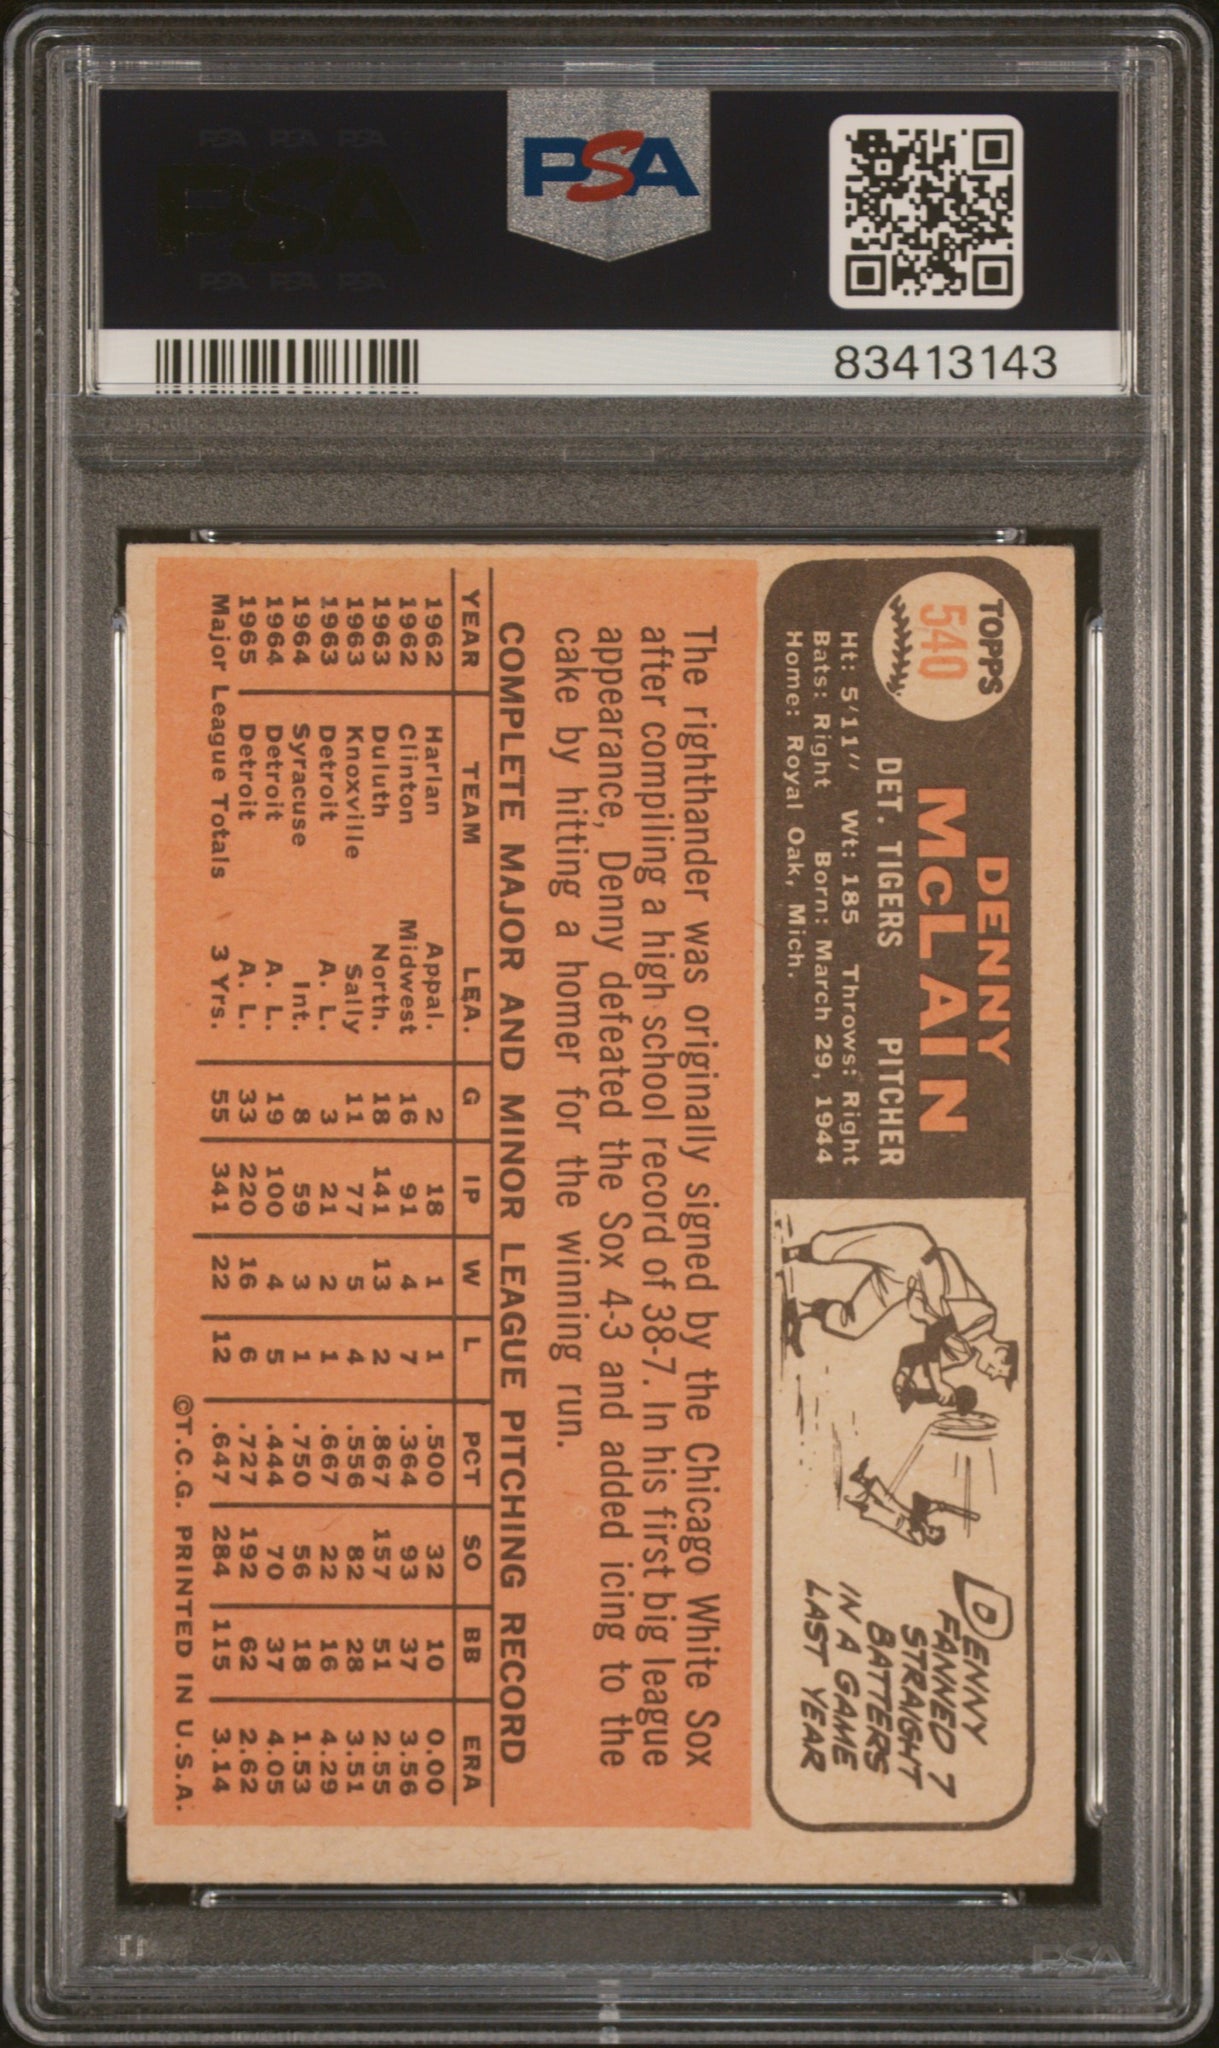 PSA PSA PSA
PSA
PSA PSA PSA
PSA
83413143
TOPPS
540
DENNY
McLAIN
DET. TIGERS PITCHER
Ht: 5'11" Wt: 185 Throws: Right
Bats: Right Born: March 29, 1944
Home: Royal Oak, Mich.
DENNY
FANNED 7
STRAIGHT
BATTERS
IN A GAME
LAST YEAR
The righthander was originally signed by the Chicago White Sox
after compiling a high school record of 38-7. In his first big league
appearance, Denny defeated the Sox 4-3 and added icing to the
cake by hitting a homer for the winning run.
COMPLETE MAJOR AND MINOR LEAGUE PITCHING RECORD
YEAR TEAM LEA. G IP W L PCT SO BB ERA
1962 Harlan Appal. 2 18 1 1 .500 32 10 0.00
1962 Clinton Midwest 16 91 4 7 .364 93 37 3.56
1963 Duluth North. 18 141 13 2 .867 157 51 2.55
1963 Knoxville Sally 11 77 5 4 .556 82 28 3.51
1963 Detroit A. L. 3 21 2 1 .667 22 16 4.29
1964 Syracuse Int. 8 59 3 1 .750 56 18 1.53
1964 Detroit A. L. 19 100 4 5 .444 70 37 4.05
1965 Detroit A. L. 33 220 16 6 .727 192 62 2.62
Major League Totals 3 Yrs. 55 341 22 12 .647 284 115 3.14
©T.C.G. PRINTED IN U.S.A.
PSA